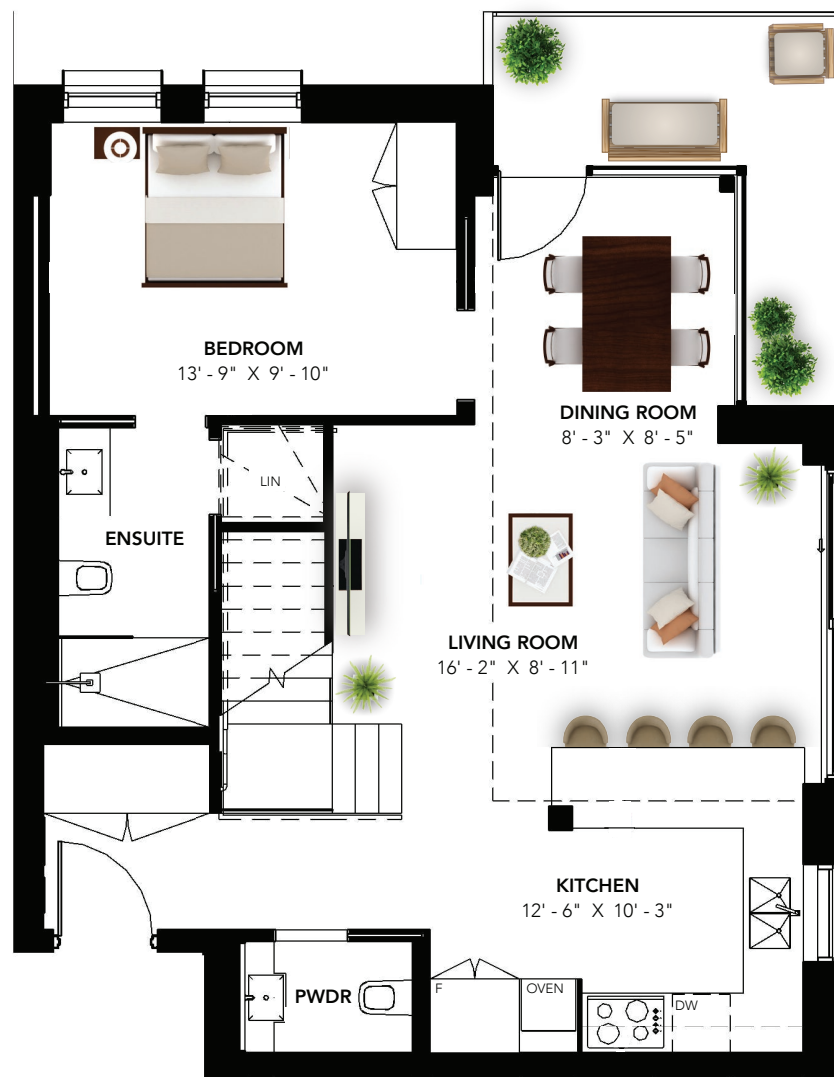 BEDROOM
13' - 9" X 9' - 10"
DINING ROOM
8' - 3" X 8' - 5"
LIN
ENSUITE
LIVING ROOM
16' - 2" X 8' - 11"
KITCHEN
12' - 6" X 10' - 3"
PWDR
F
OVEN
DW